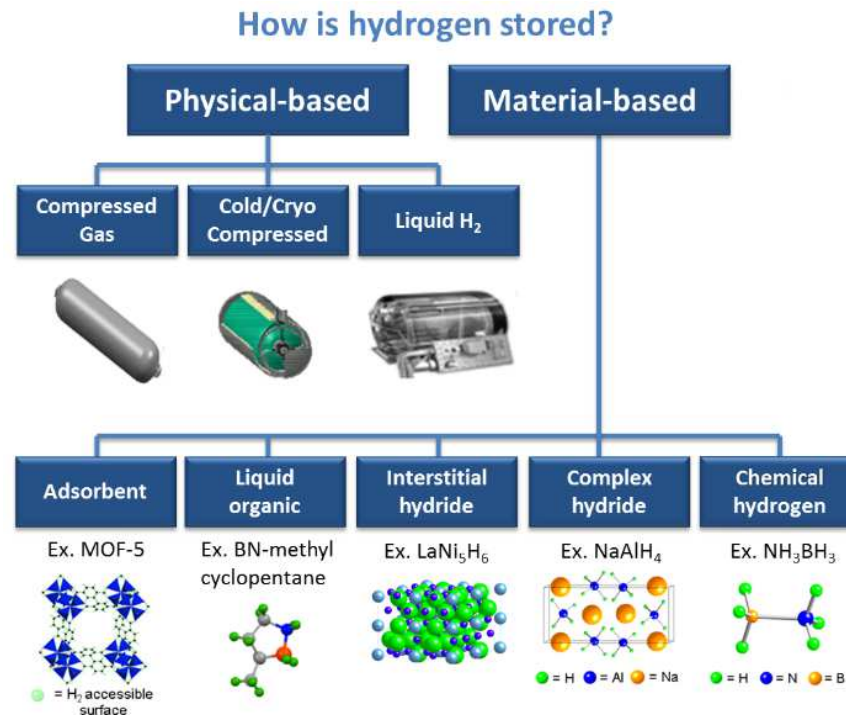 How is hydrogen stored?
Physical-based
Material-based
Compressed
Gas
Cold/Cryo
Compressed
Liquid H₂
Adsorbent
Liquid
organic
Interstitial
hydride
Complex
hydride
Chemical
hydrogen
Ex. MOF-5
Ex. BN-methyl
cyclopentane
Ex. LaNi₅H₆
Ex. NaAlH₄
Ex. NH₃BH₃
= H₂ accessible
surface
= H = Al = Na
= H = N = B